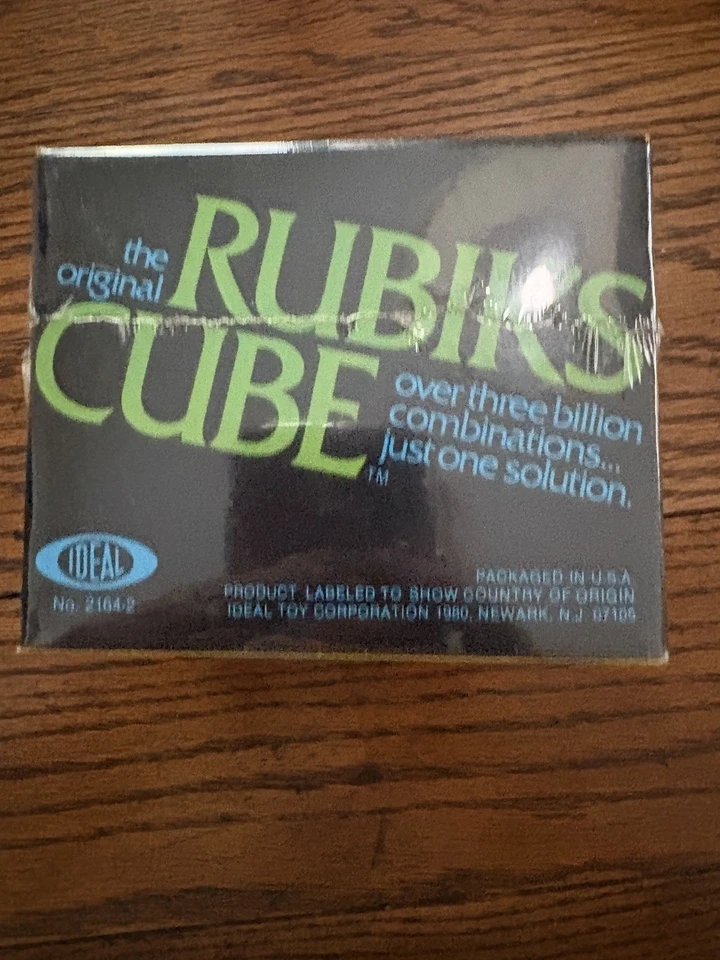 the
original
RUBIKS
CUBE
TM
over three billion
combinations...
just one solution.
IDEAL
No. 2164-2
PACKAGED IN U.S.A
PRODUCT LABELED TO SHOW COUNTRY OF ORIGIN
IDEAL TOY CORPORATION 1980, NEWARK, N.J. 07105